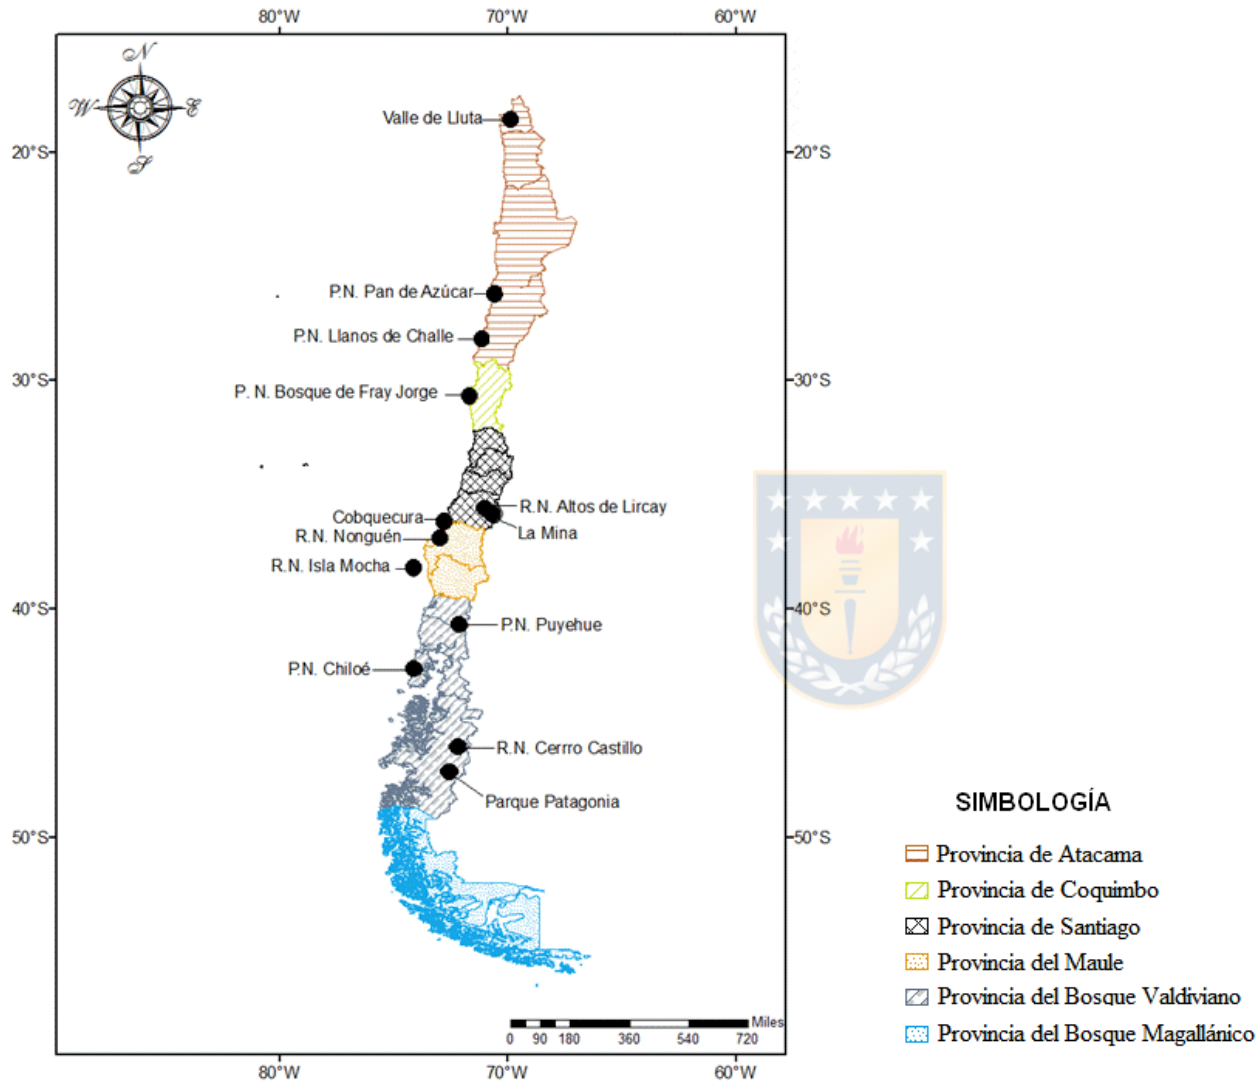 80°W 70°W 60°W
N
W E
S
Valle de Lluta
20°S 20°S
P.N. Pan de Azúcar
P.N. Llanos de Challe
30°S 30°S
P. N. Bosque de Fray Jorge
R.N. Altos de Lircay
Cobquecura
La Mina
R.N. Nonguén
R.N. Isla Mocha
40°S 40°S
P.N. Puyehue
P.N. Chiloé
R.N. Cerrro Castillo
Parque Patagonia
50°S 50°S
SIMBOLOGÍA
Provincia de Atacama
Provincia de Coquimbo
Provincia de Santiago
Provincia del Maule
Provincia del Bosque Valdiviano
Provincia del Bosque Magallánico
Miles
0 90 180 360 540 720
80°W 70°W 60°W